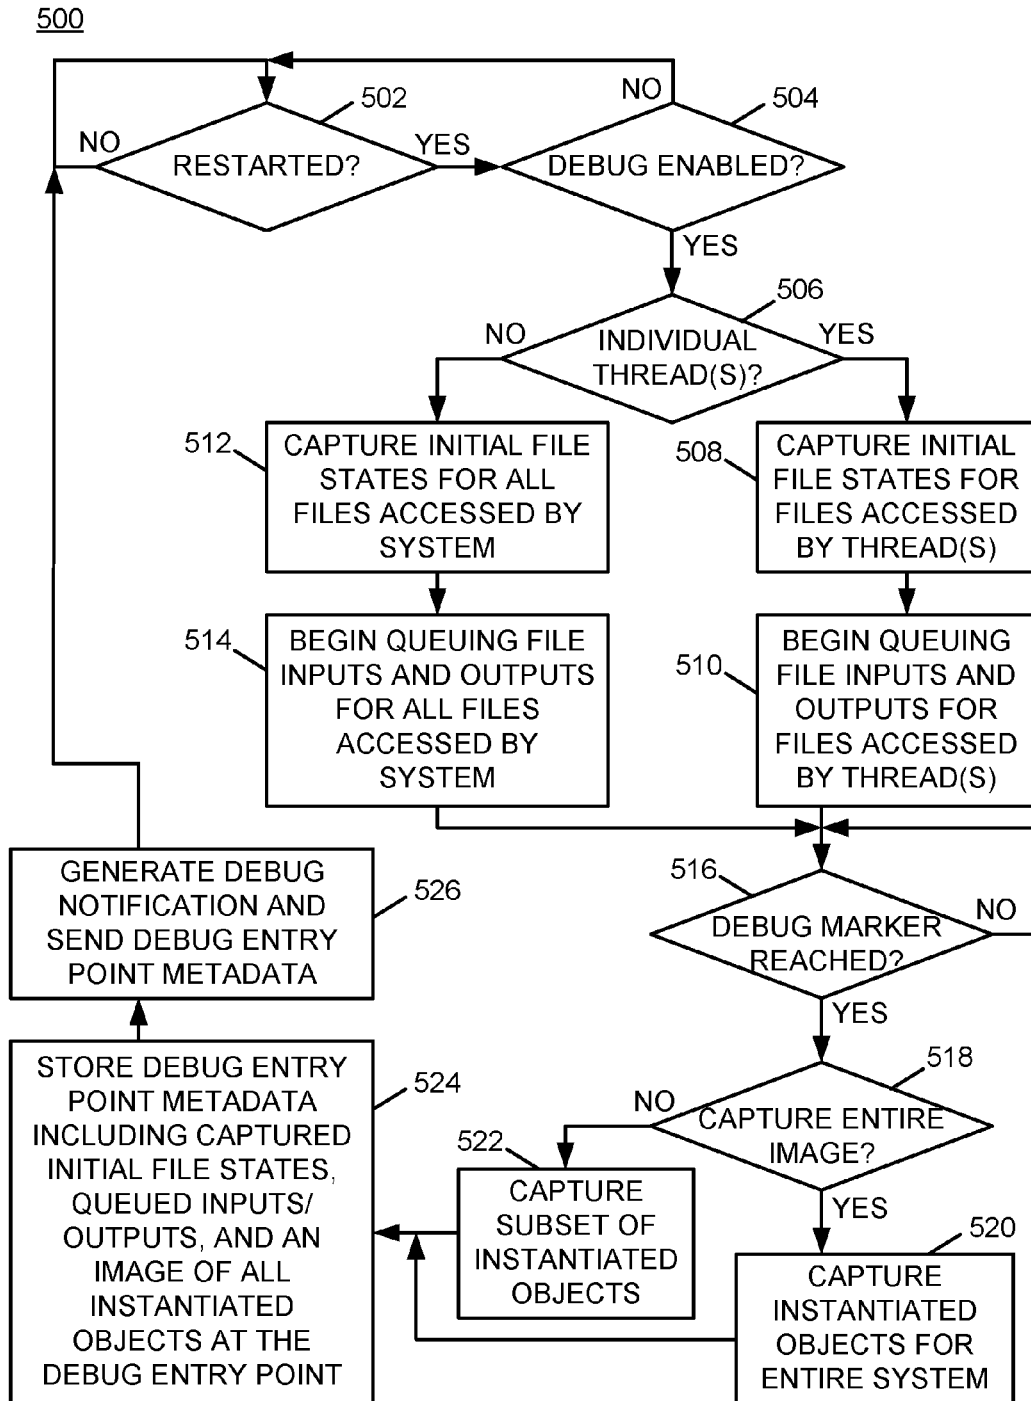 500
502
NO
RESTARTED?
YES
NO
504
DEBUG ENABLED?
YES
506
NO
INDIVIDUAL
THREAD(S)?
YES
512
CAPTURE INITIAL FILE
STATES FOR ALL
FILES ACCESSED BY
SYSTEM
508
CAPTURE INITIAL
FILE STATES FOR
FILES ACCESSED
BY THREAD(S)
514
BEGIN QUEUING FILE
INPUTS AND OUTPUTS
FOR ALL FILES
ACCESSED BY
SYSTEM
510
BEGIN QUEUING
FILE INPUTS AND
OUTPUTS FOR
FILES ACCESSED
BY THREAD(S)
516
DEBUG MARKER
REACHED?
NO
YES
518
NO
CAPTURE ENTIRE
IMAGE?
YES
522
CAPTURE
SUBSET OF
INSTANTIATED
OBJECTS
520
CAPTURE
INSTANTIATED
OBJECTS FOR
ENTIRE SYSTEM
524
STORE DEBUG ENTRY
POINT METADATA
INCLUDING CAPTURED
INITIAL FILE STATES,
QUEUED INPUTS/
OUTPUTS, AND AN
IMAGE OF ALL
INSTANTIATED
OBJECTS AT THE
DEBUG ENTRY POINT
526
GENERATE DEBUG
NOTIFICATION AND
SEND DEBUG ENTRY
POINT METADATA